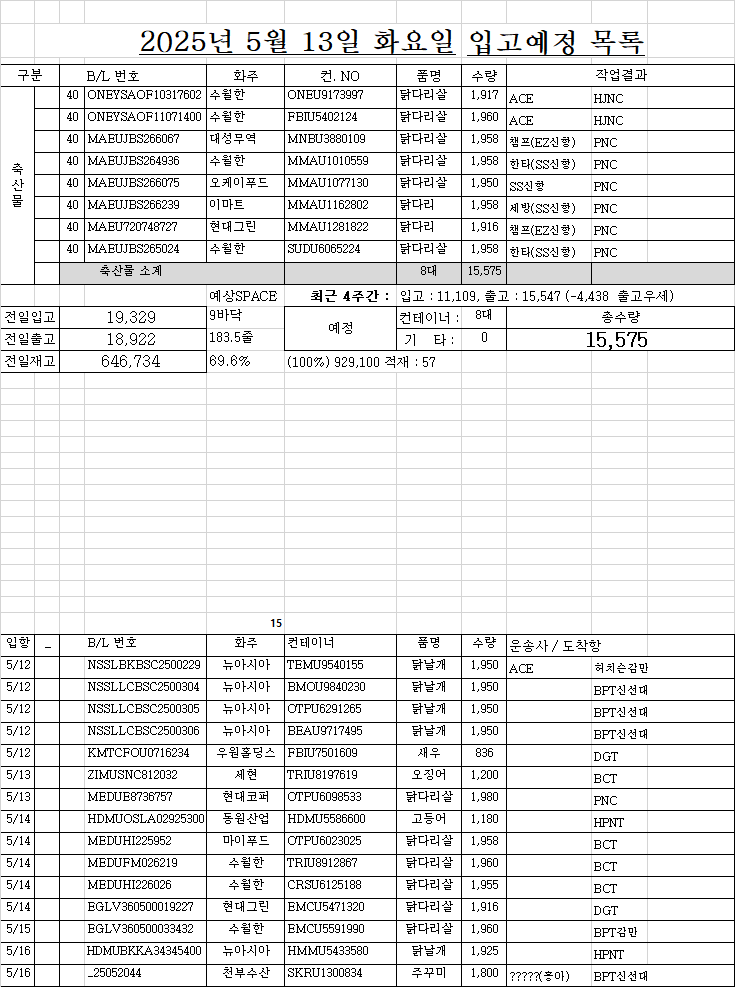 2025년 5월 13일 화요일 입고예정 목록
구분 B/L 번호 화주 컨. NO 품명 수량 작업결과
축산물
40 ONEYSAOF10317602 수월한 ONEU9173997 닭다리살 1,917 ACE HJNC
40 ONEYSAOF11071400 수월한 FBIU5402124 닭다리살 1,960 ACE HJNC
40 MAEUJBS266067 대성무역 MNBU3880109 닭다리살 1,958 챔프(EZ신항) PNC
40 MAEUJBS264936 수월한 MMAU1010559 닭다리살 1,958 한타(SS신항) PNC
40 MAEUJBS266075 오케이푸드 MMAU1077130 닭다리살 1,950 SS신항 PNC
40 MAEUJBS266239 이마트 MMAU1162802 닭다리 1,958 세방(SS신항) PNC
40 MAEU720748727 현대그린 MMAU1281822 닭다리 1,916 챔프(EZ신항) PNC
40 MAEUJBS265024 수월한 SUDU6065224 닭다리살 1,958 한타(SS신항) PNC
축산물 소계 8대 15,575
예상SPACE 최근 4주간 : 입고 : 11,109, 출고 : 15,547 (-4,438 출고우세)
전일입고 19,329 9바닥 예정 컨테이너 : 8대 총수량
전일출고 18,922 183.5줄 기 타 : 0 15,575
전일재고 646,734 69.6% (100%) 929,100 적재 : 57
15
입항 _ B/L 번호 화주 컨테이너 품명 수량 운송사 / 도착항
5/12 NSSLBKBSC2500229 뉴아시아 TBMU9540155 닭날개 1,950 ACE 허치슨감만
5/12 NSSLLCBSC2500304 뉴아시아 BMOU9840230 닭날개 1,950 BPT신선대
5/12 NSSLLCBSC2500305 뉴아시아 OTPU6291265 닭날개 1,950 BPT신선대
5/12 NSSLLCBSC2500306 뉴아시아 BEAU9717495 닭날개 1,950 BPT신선대
5/12 KMTCFOU0716234 우원홀딩스 FBIU7501609 새우 836 DGT
5/13 ZIMUSNC812032 세현 TRIU8197619 오징어 1,200 BCT
5/13 MEDUE8736757 현대코퍼 OTPU6098533 닭다리살 1,980 PNC
5/14 HDMUOSLA02925300 동원산업 HDMU5586600 고등어 1,180 HPNT
5/14 MEDUHI225952 마이푸드 OTPU6023025 닭다리살 1,958 BCT
5/14 MEDUFM026219 수월한 TRIU8912867 닭다리살 1,960 BCT
5/14 MEDUHI226026 수월한 CRSU6125188 닭다리살 1,955 BCT
5/14 EGLV360500019227 현대그린 EMCU5471320 닭다리살 1,916 DGT
5/15 EGLV360500033432 수월한 EMCU5591990 닭다리살 1,960 BPT감만
5/16 HDMUBKKA34345400 뉴아시아 HMMU5433580 닭날개 1,925 HPNT
5/16 _25052044 천부수산 SKRU1300834 주꾸미 1,800 ?????(흥아) BPT신선대